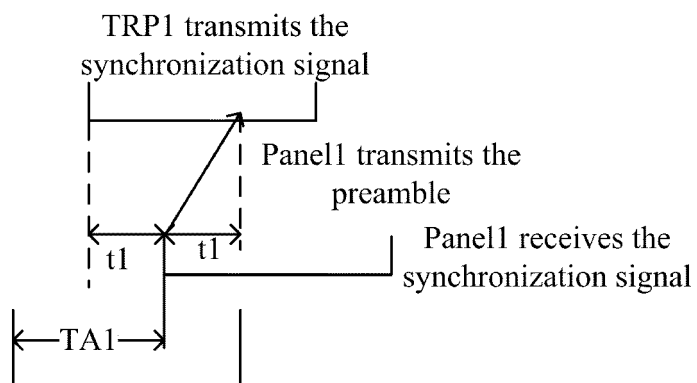 TRP1 transmits the
synchronization signal
Panel1 transmits the
preamble
t1
t1
Panel1 receives the
synchronization signal
TA1